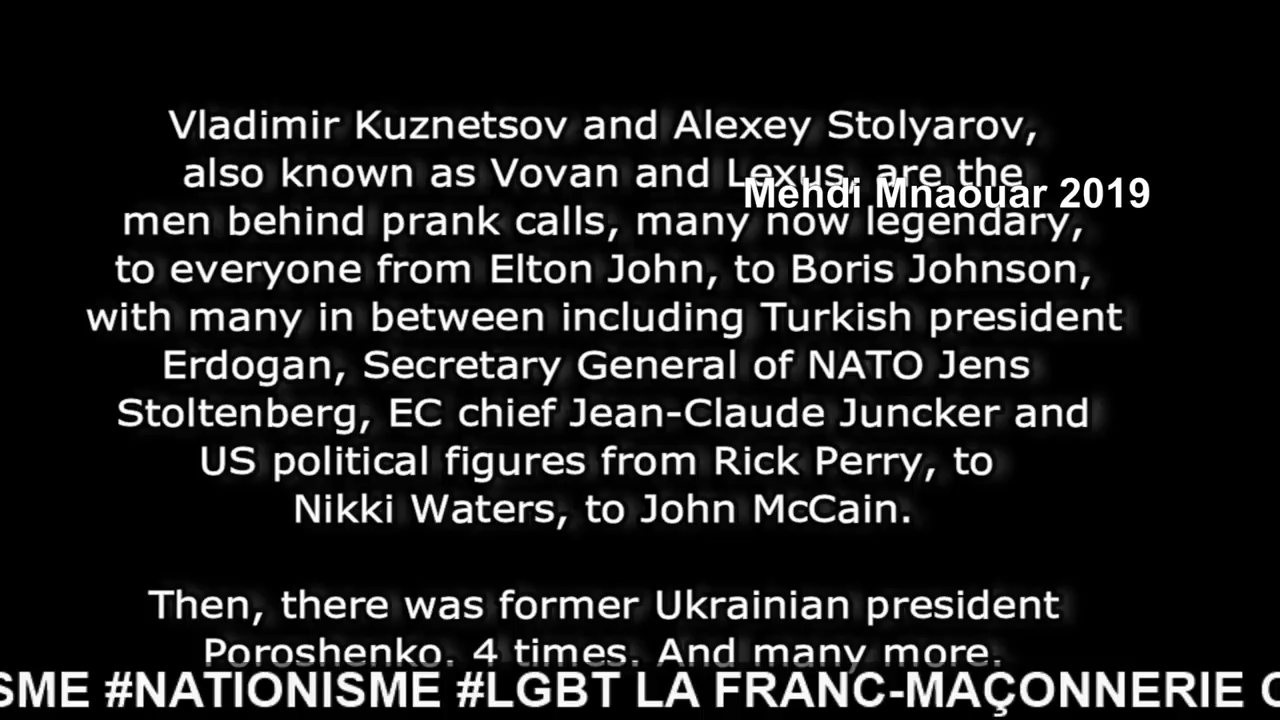 Vladimir Kuznetsov and Alexey Stolyarov,
also known as Vovan and Lexus, are the
Mehdi Mnaouar 2019
men behind prank calls, many now legendary,
to everyone from Elton John, to Boris Johnson,
with many in between including Turkish president
Erdogan, Secretary General of NATO Jens
Stoltenberg, EC chief Jean-Claude Juncker and
US political figures from Rick Perry, to
Nikki Waters, to John McCain.
Then, there was former Ukrainian president
Poroshenko. 4 times. And many more.
SME #NATIONISME #LGBT LA FRANC-MAÇONNERIE